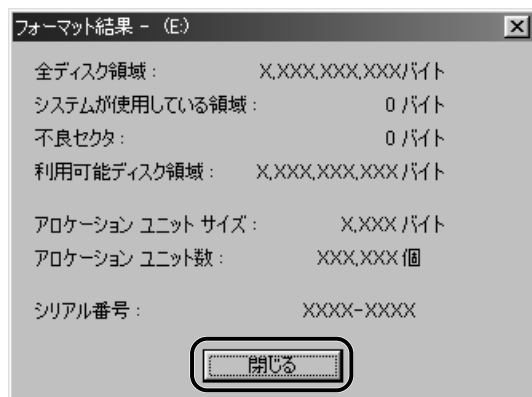 フォーマット結果 - (E:)
全ディスク領域： X,XXX,XXX,XXXバイト
システムが使用している領域： 0 バイト
不良セクタ： 0 バイト
利用可能ディスク領域： X,XXX,XXX,XXX バイト
アロケーション ユニット サイズ： X,XXX バイト
アロケーション ユニット数： XXX,XXX 個
シリアル番号： XXXX-XXXX
閉じる